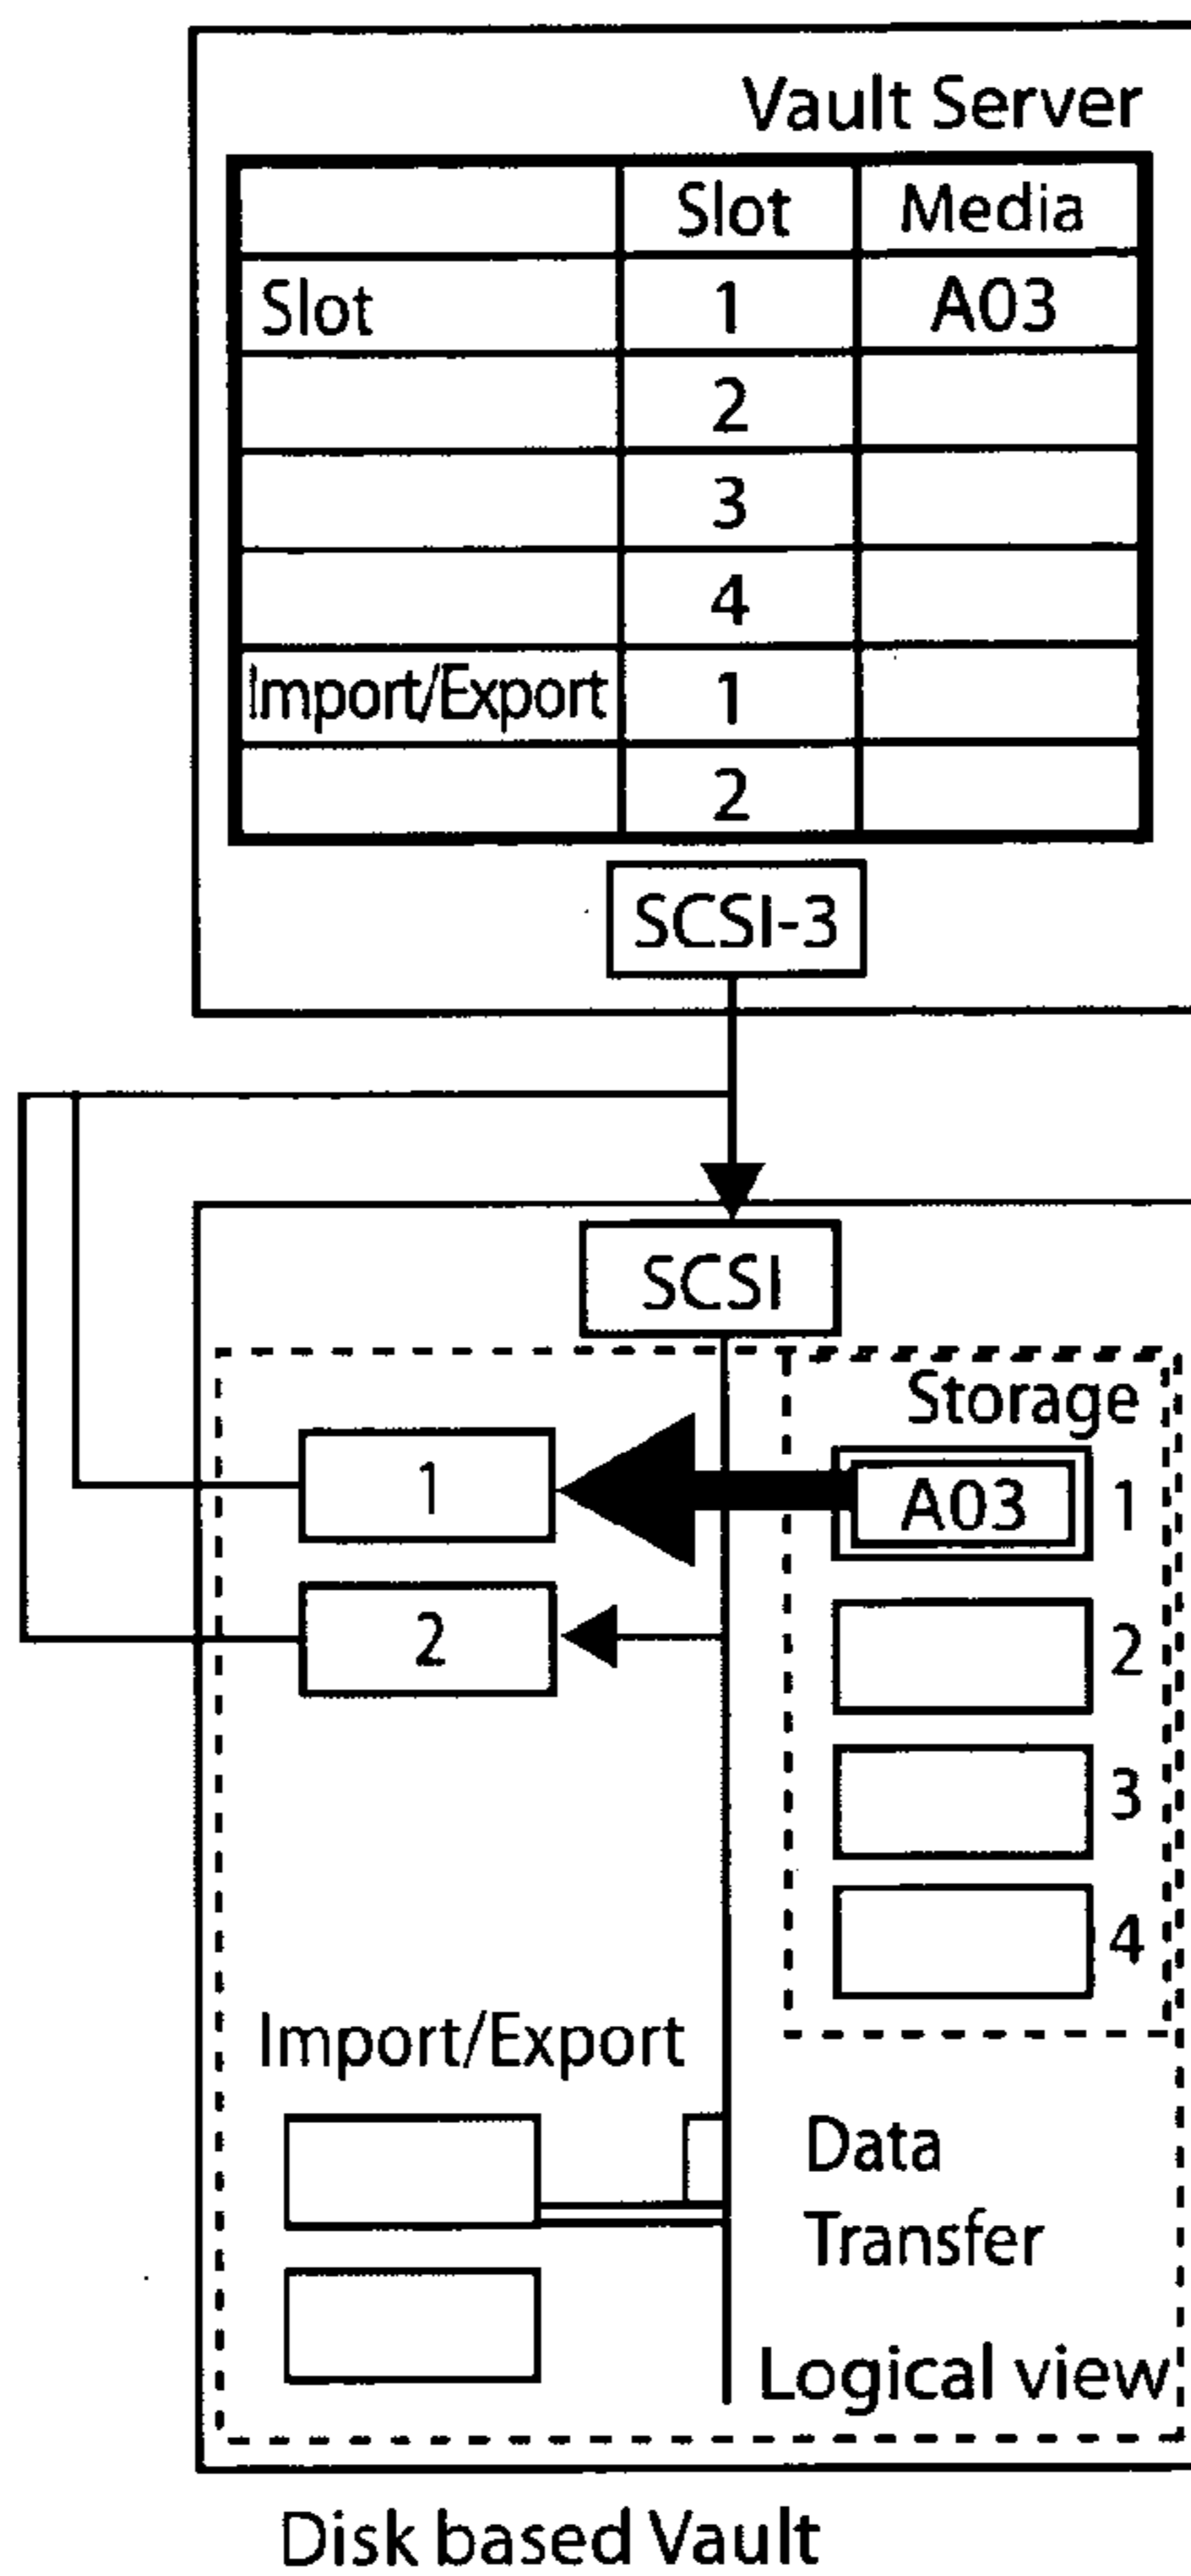 Vault Server
Slot Media
Slot 1 A03
2
3
4
Import/Export 1
2
SCSI-3
SCSI
Storage
1 A03 1
2 2
3
4
Import/Export
Data
Transfer
Logical view
Disk based Vault